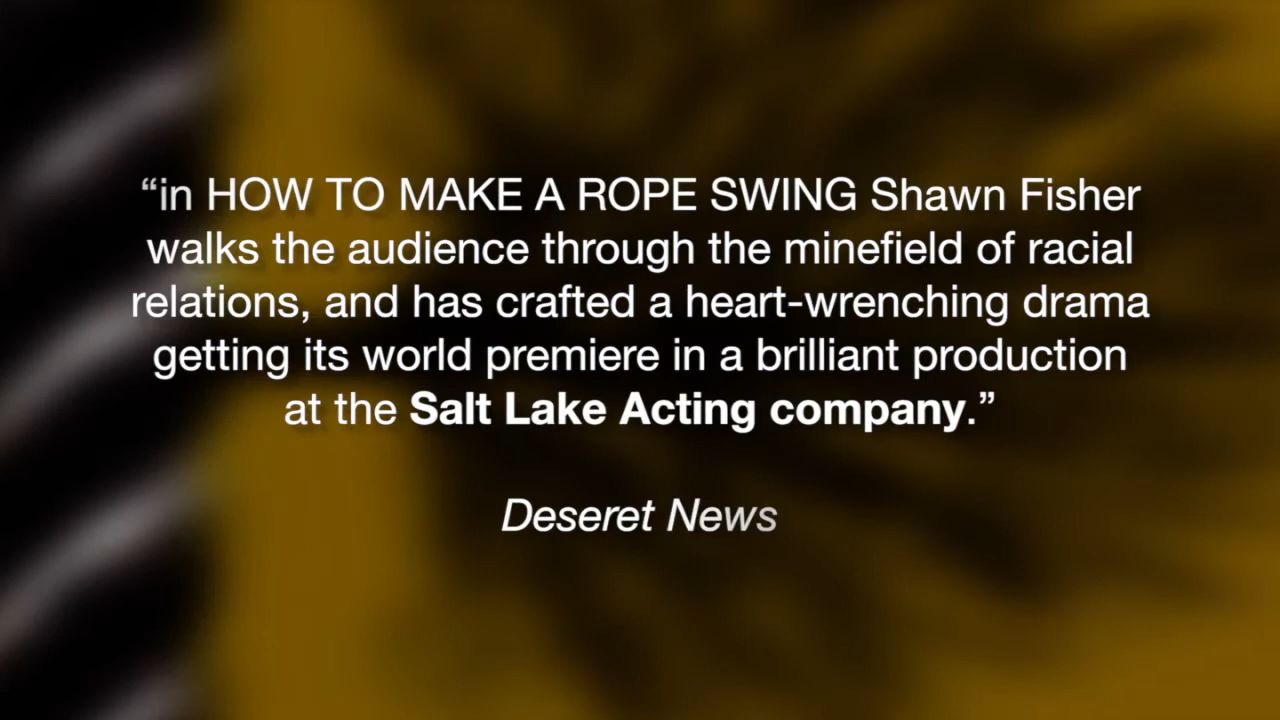 “in HOW TO MAKE A ROPE SWING Shawn Fisher
walks the audience through the minefield of racial
relations, and has crafted a heart-wrenching drama
getting its world premiere in a brilliant production
at the Salt Lake Acting company.”
Deseret News